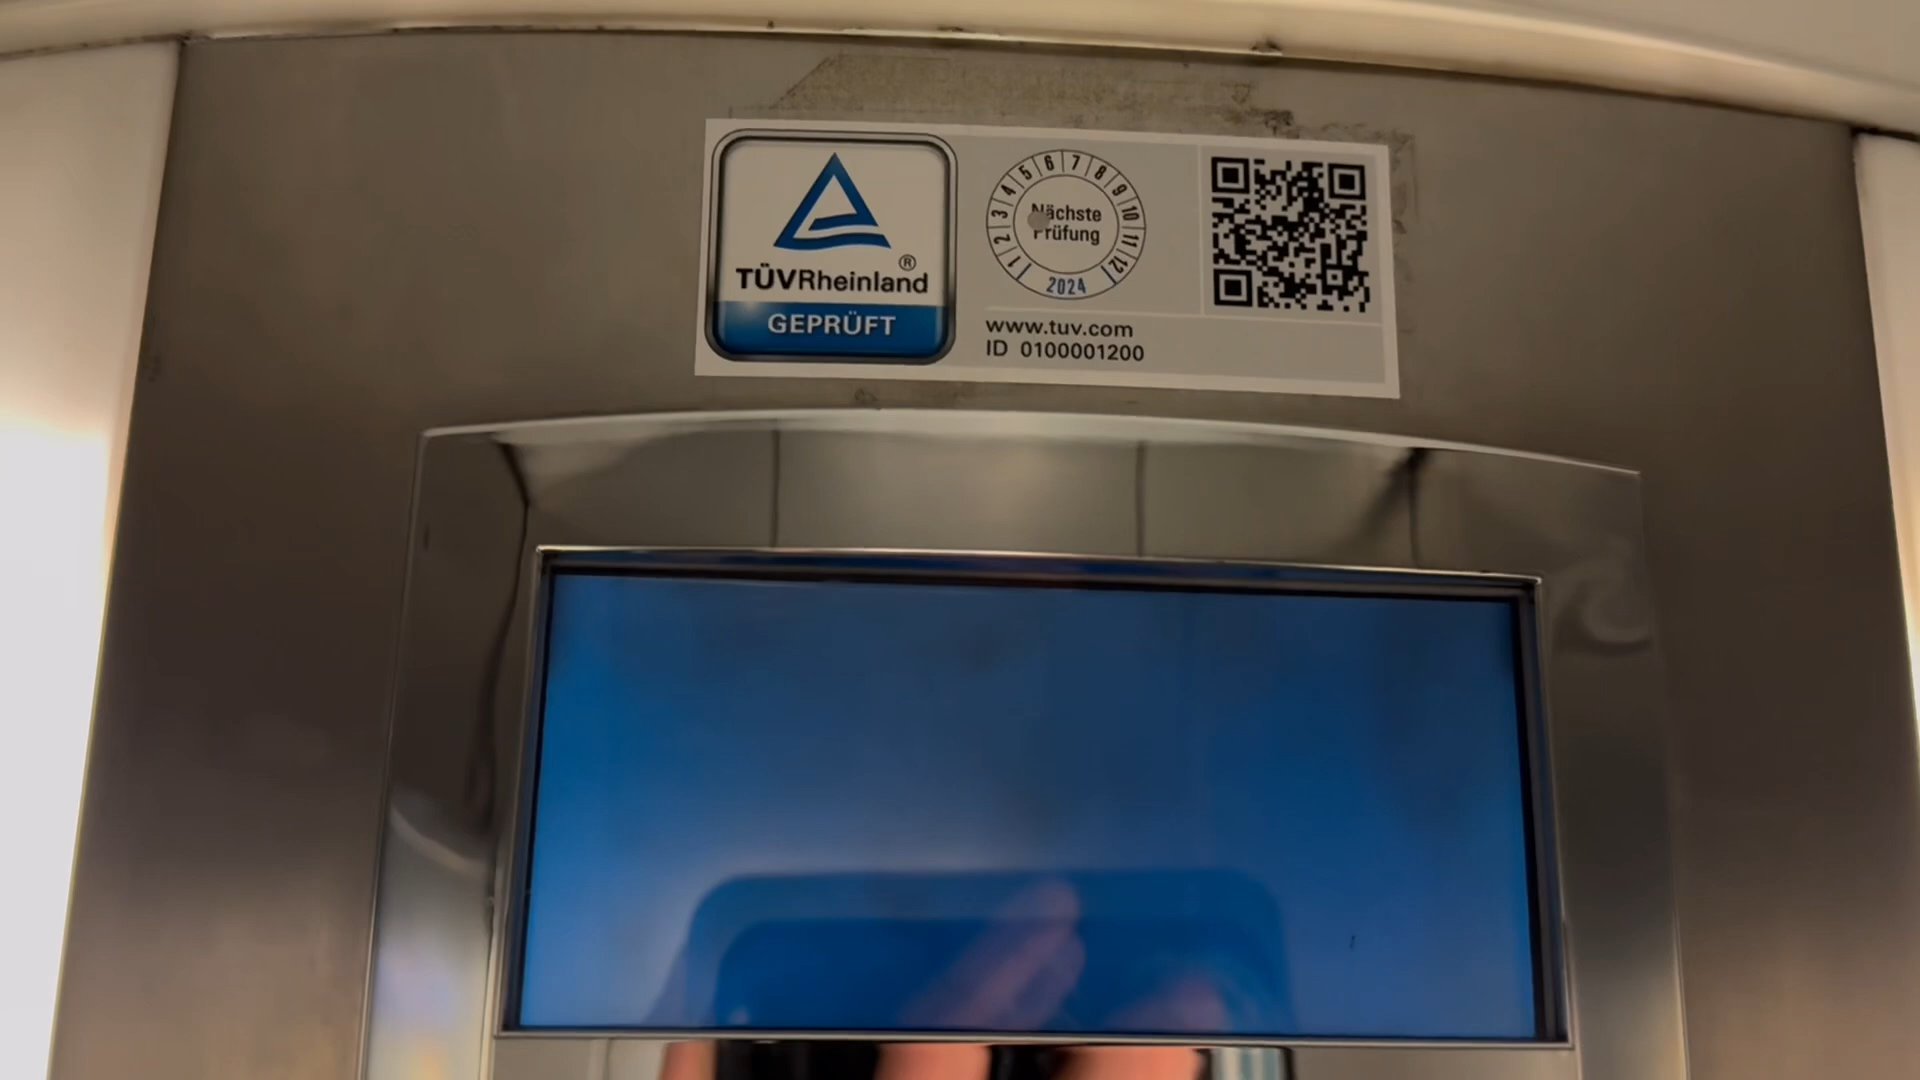 TÜVRheinland®
GEPRÜFT
1 2 3 4 5 6 7 8 9 10 11 12
Nächste
Prüfung
2024
www.tuv.com
ID 0100001200